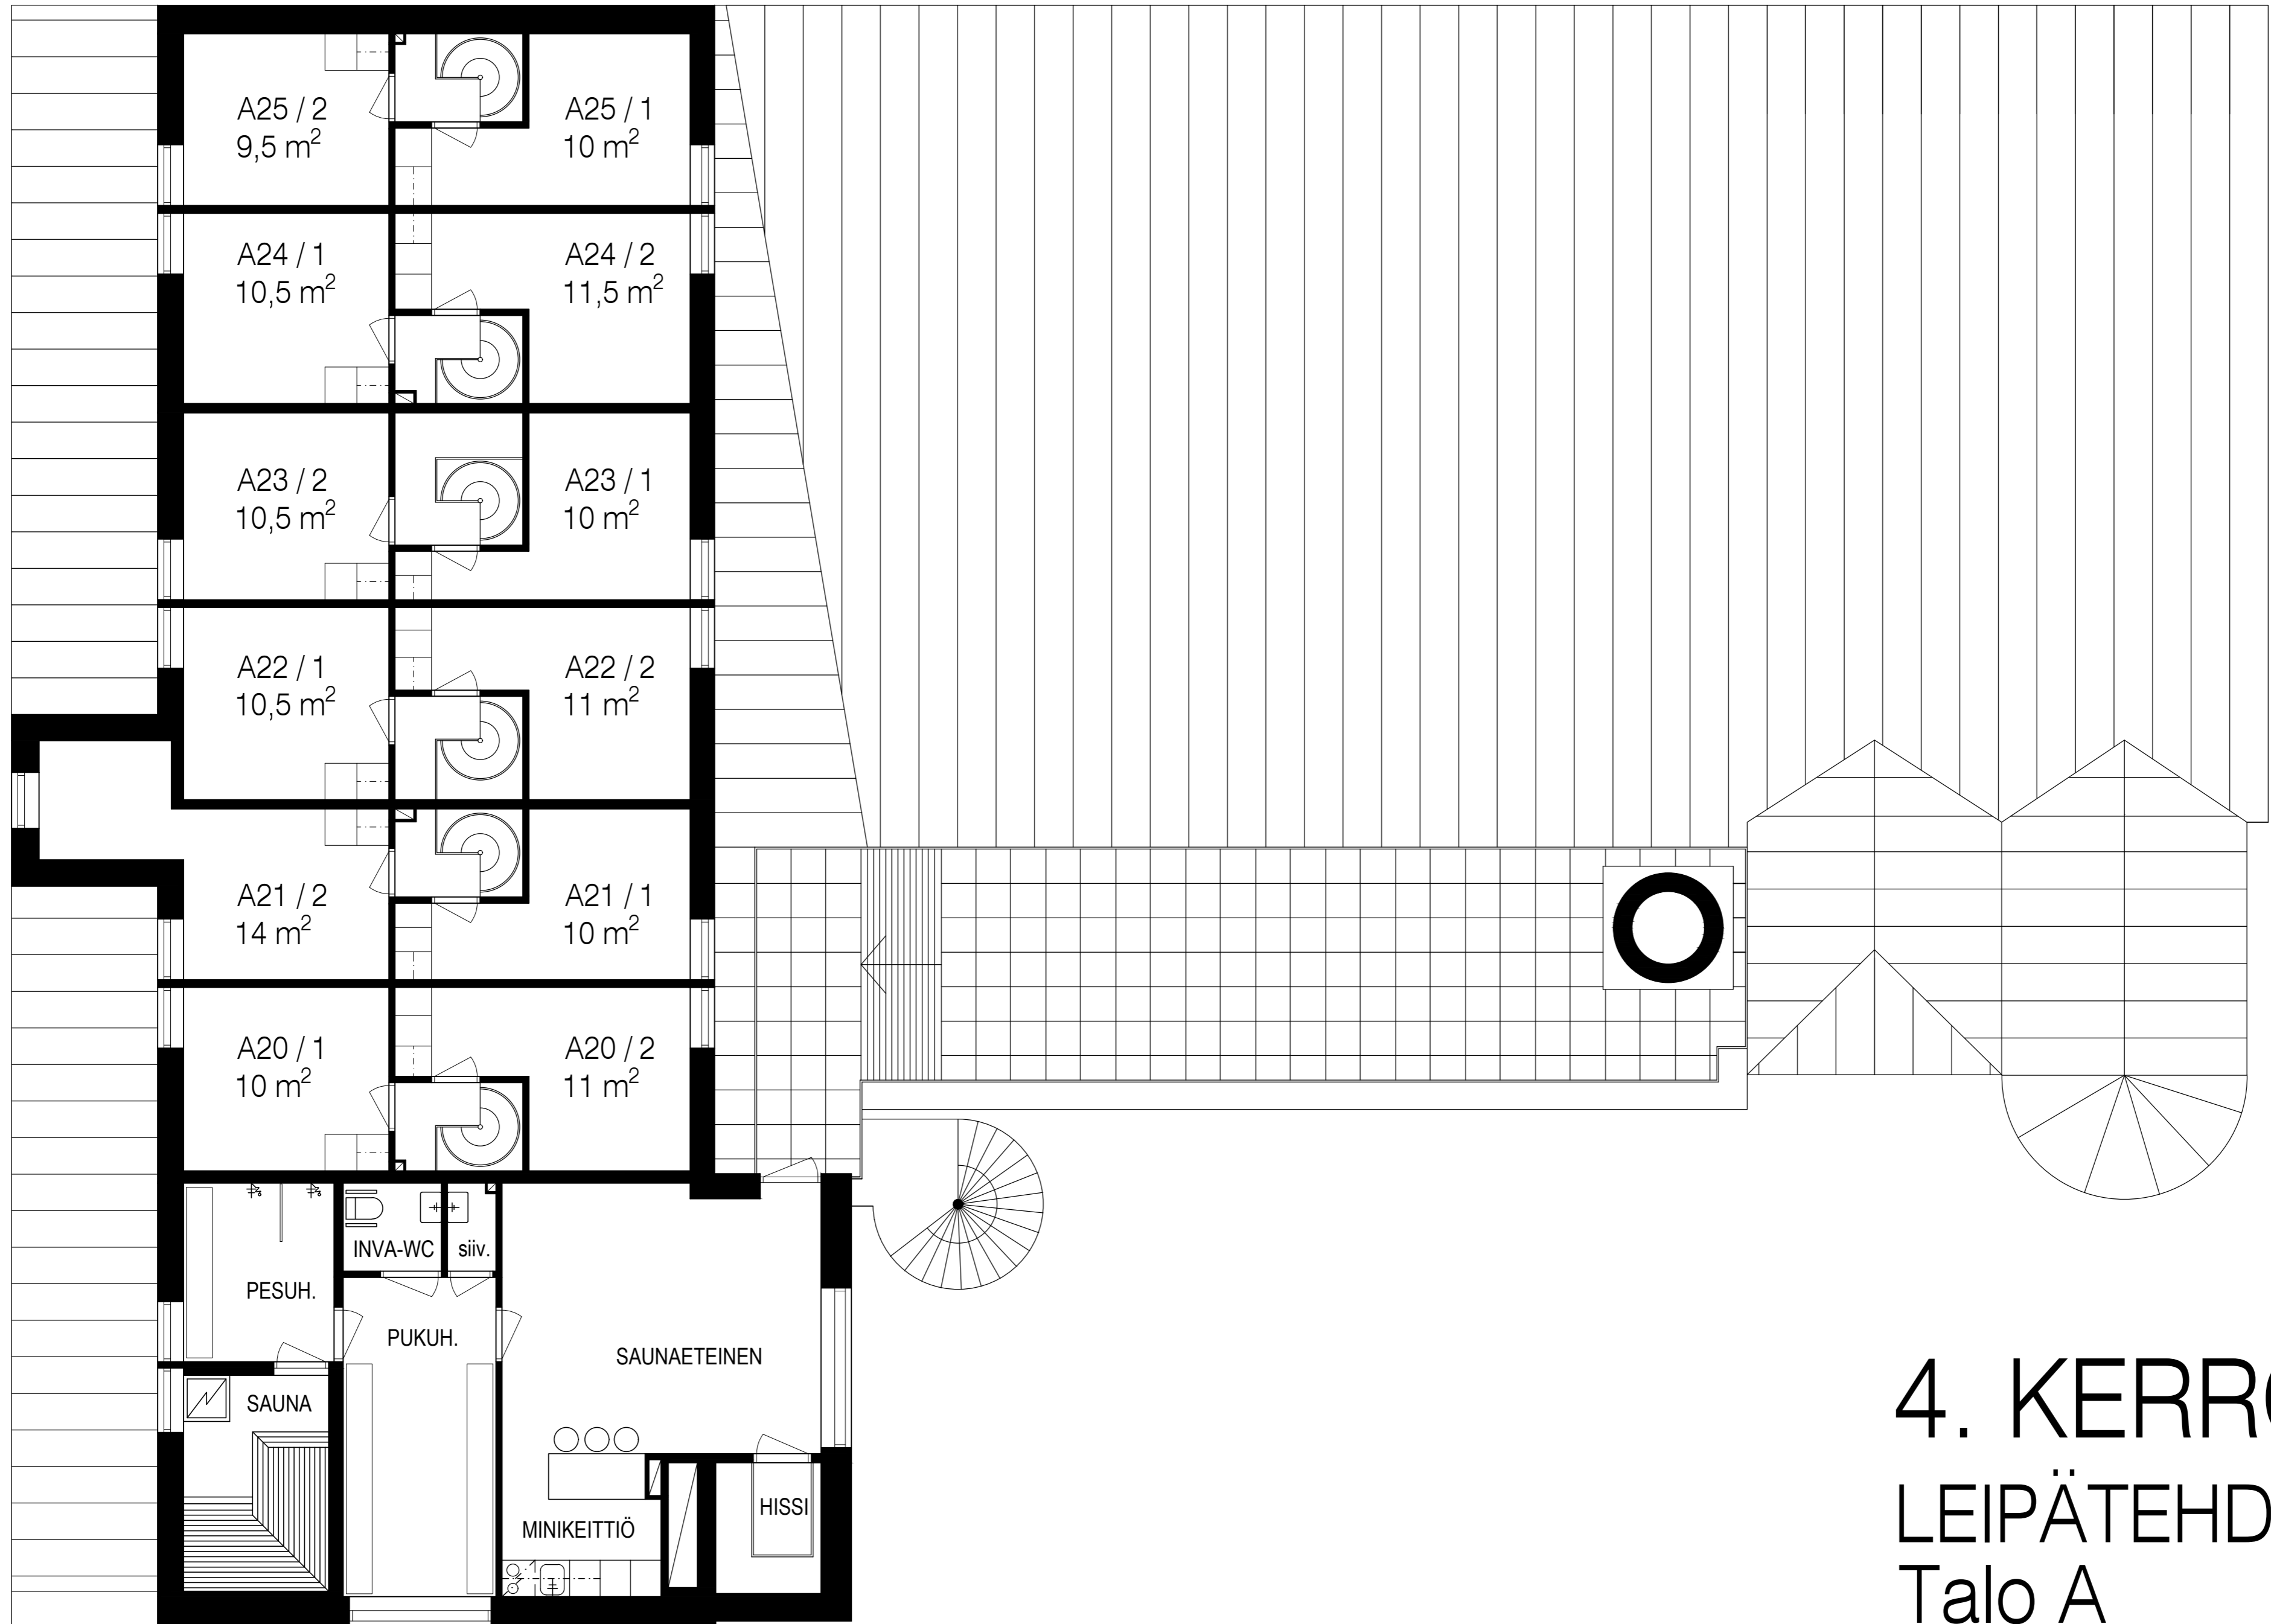 A25 / 2
9,5 m²
A25 / 1
10 m²
A24 / 1
10,5 m²
A24 / 2
11,5 m²
A23 / 2
10,5 m²
A23 / 1
10 m²
A22 / 1
10,5 m²
A22 / 2
11 m²
A21 / 2
14 m²
A21 / 1
10 m²
A20 / 1
10 m²
A20 / 2
11 m²
INVA-WC
siiv.
PESUH.
PUKUH.
SAUNAETEINEN
SAUNA
HISSI
MINIKEITTIÖ
4. KERR
LEIPÄTEHD
Talo A